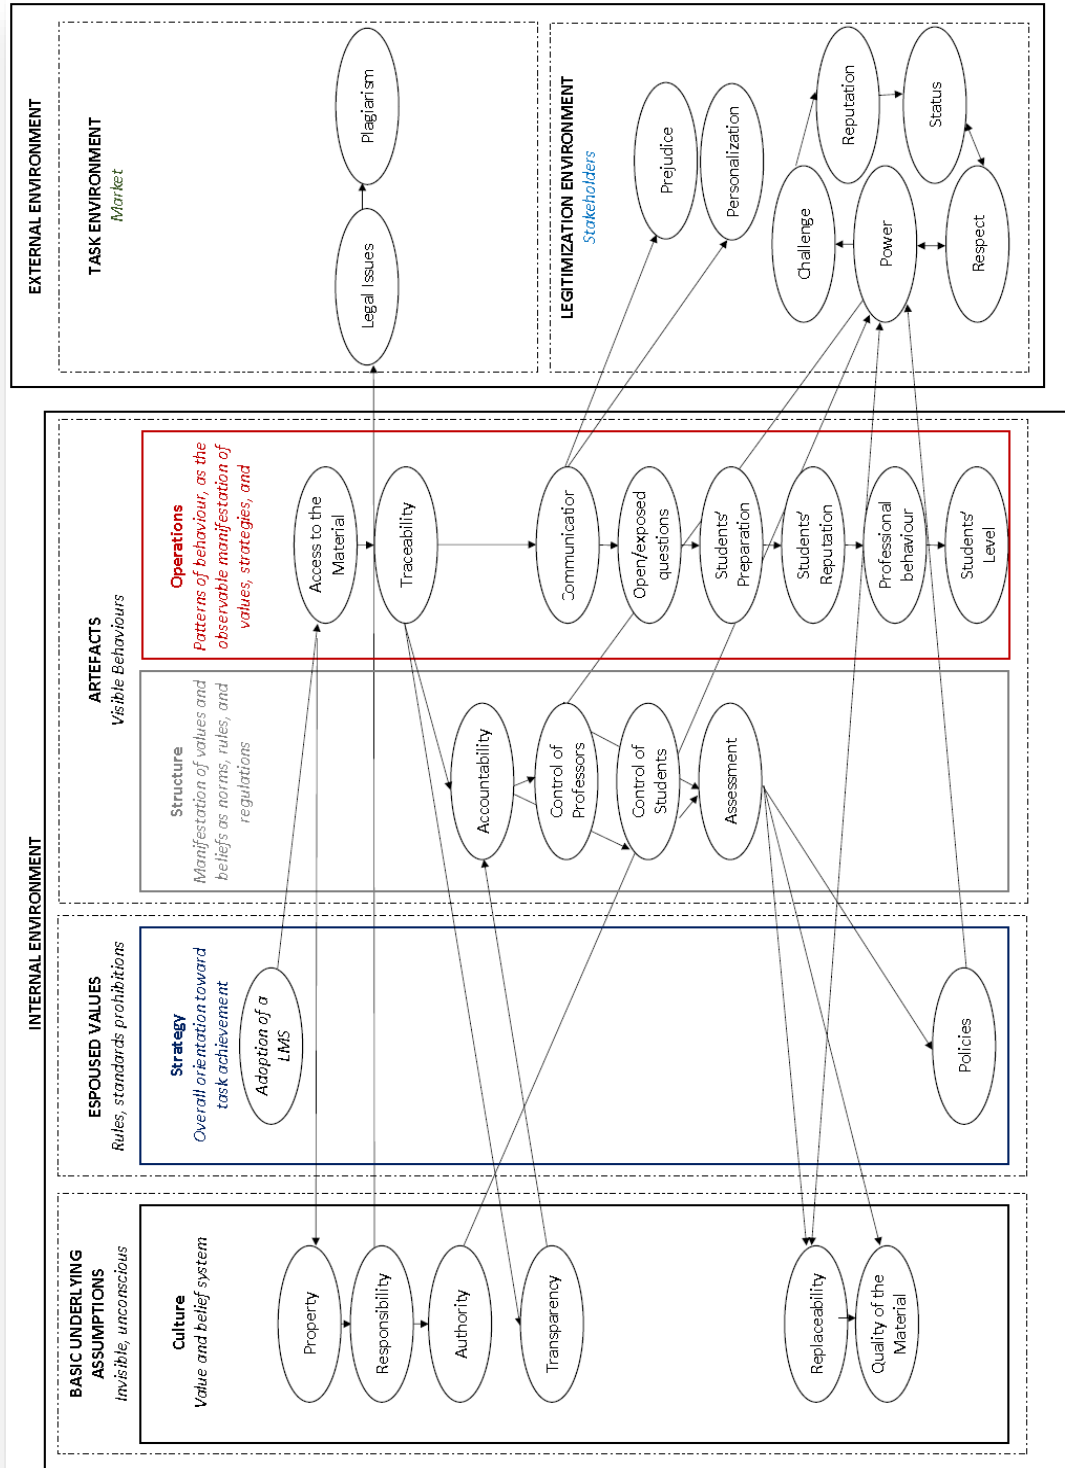 EXTERNAL ENVIRONMENT
TASK ENVIRONMENT
Market
Legal Issues
Plagiarism
LEGITIMIZATION ENVIRONMENT
Stakeholders
Prejudice
Personalization
Challenge
Reputation
Power
Status
Respect
INTERNAL ENVIRONMENT
ARTEFACTS
Visible Behaviours
Operations
Patterns of behaviour, as the
observable manifestation of
values, strategies, and
Access to the
Material
Traceability
Communication
Open/exposed
questions
Students'
Preparation
Students'
Reputation
Professional
behaviour
Students'
Level
Structure
Manifestation of values and
beliefs as norms, rules, and
regulations
Accountability
Control of
Professors
Control of
Students
Assessment
ESPOUSED VALUES
Rules, standards prohibitions
Strategy
Overall orientation toward
task achievement
Adoption of a
LMS
Policies
BASIC UNDERLYING
ASSUMPTIONS
Invisible, unconscious
Culture
Value and belief system
Property
Responsibility
Authority
Transparency
Replaceability
Quality of the
Material